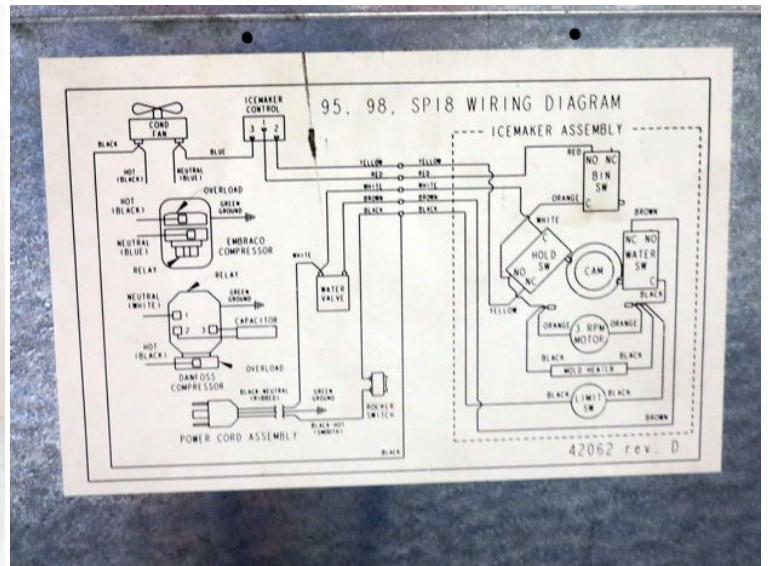 95, 98, SP18 WIRING DIAGRAM
ICEMAKER
CONTROL
3 1 2
COND
FAN
BLACK
BLUE
HOT
(BLACK)
NEUTRAL
(BLUE)
OVERLOAD
HOT
(BLACK)
GREEN
GROUND
NEUTRAL
(BLUE)
EMBRACO
COMPRESSOR
RELAY
RELAY
NEUTRAL
(WHITE)
GREEN
GROUND
1
2 3
CAPACITOR
HOT
(BLACK)
OVERLOAD
DANFOSS
COMPRESSOR
BLACK-NEUTRAL
(RIBBED)
GREEN
GROUND
BLACK-HOT
(SMOOTH)
POWER CORD ASSEMBLY
ROCKER
SWITCH
WHITE
WATER
VALVE
YELLOW YELLOW
RED RED
WHITE WHITE
BROWN BROWN
BLACK BLACK
BLACK
ICEMAKER ASSEMBLY
RED
NO NC
BIN
SW
C
ORANGE
WHITE
C
HOLD
SW
NO
NC
YELLOW
CAM
BROWN
NC NO
WATER
SW
C
BLACK
ORANGE
3 RPM
MOTOR
ORANGE
BLACK
BLACK
MOLD HEATER
BLACK
LIMIT
SW
BLACK
BROWN
42062 rev. D